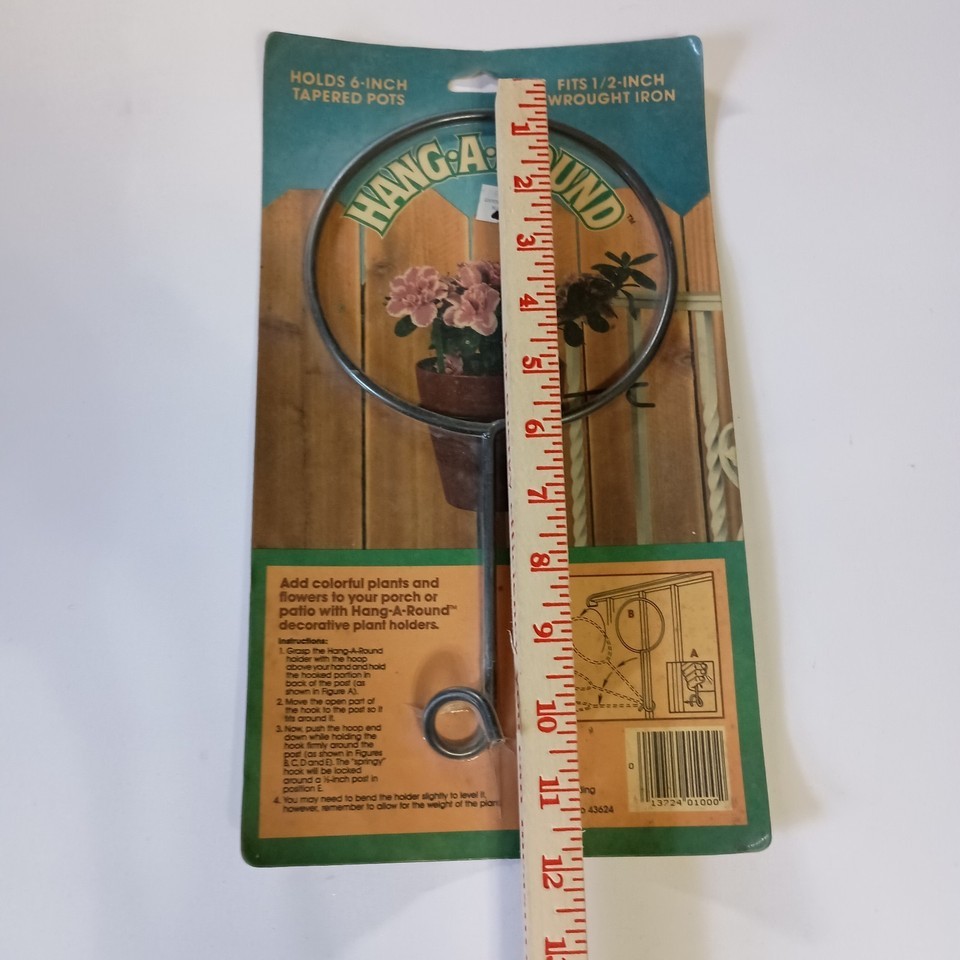 HOLDS 6-INCH
TAPERED POTS
FITS 1/2-INCH
WROUGHT IRON
HANG·A· OUND™
1
2
3
4
5
6
7
8
9
10
11
12
Add colorful plants and
flowers to your porch or
patio with Hang-A-Round™
decorative plant holders.
Instructions:
1. Grasp the Hang-A-Round
holder with the hoop
above your hand and hold
the hooked portion in
back of the post (as
shown in Figure A).
2. Move the open part of
the hook to the post so it
fits around it.
3. Now, push the hoop end
down while holding the
hook firmly around the
post (as shown in Figures
B, C, D and E). The "springy"
hook will be locked
around a ½-inch post in
position E.
4. You may need to bend the holder slightly to level it,
however, remember to allow for the weight of the plant
B
A
43624
0
13724 01000